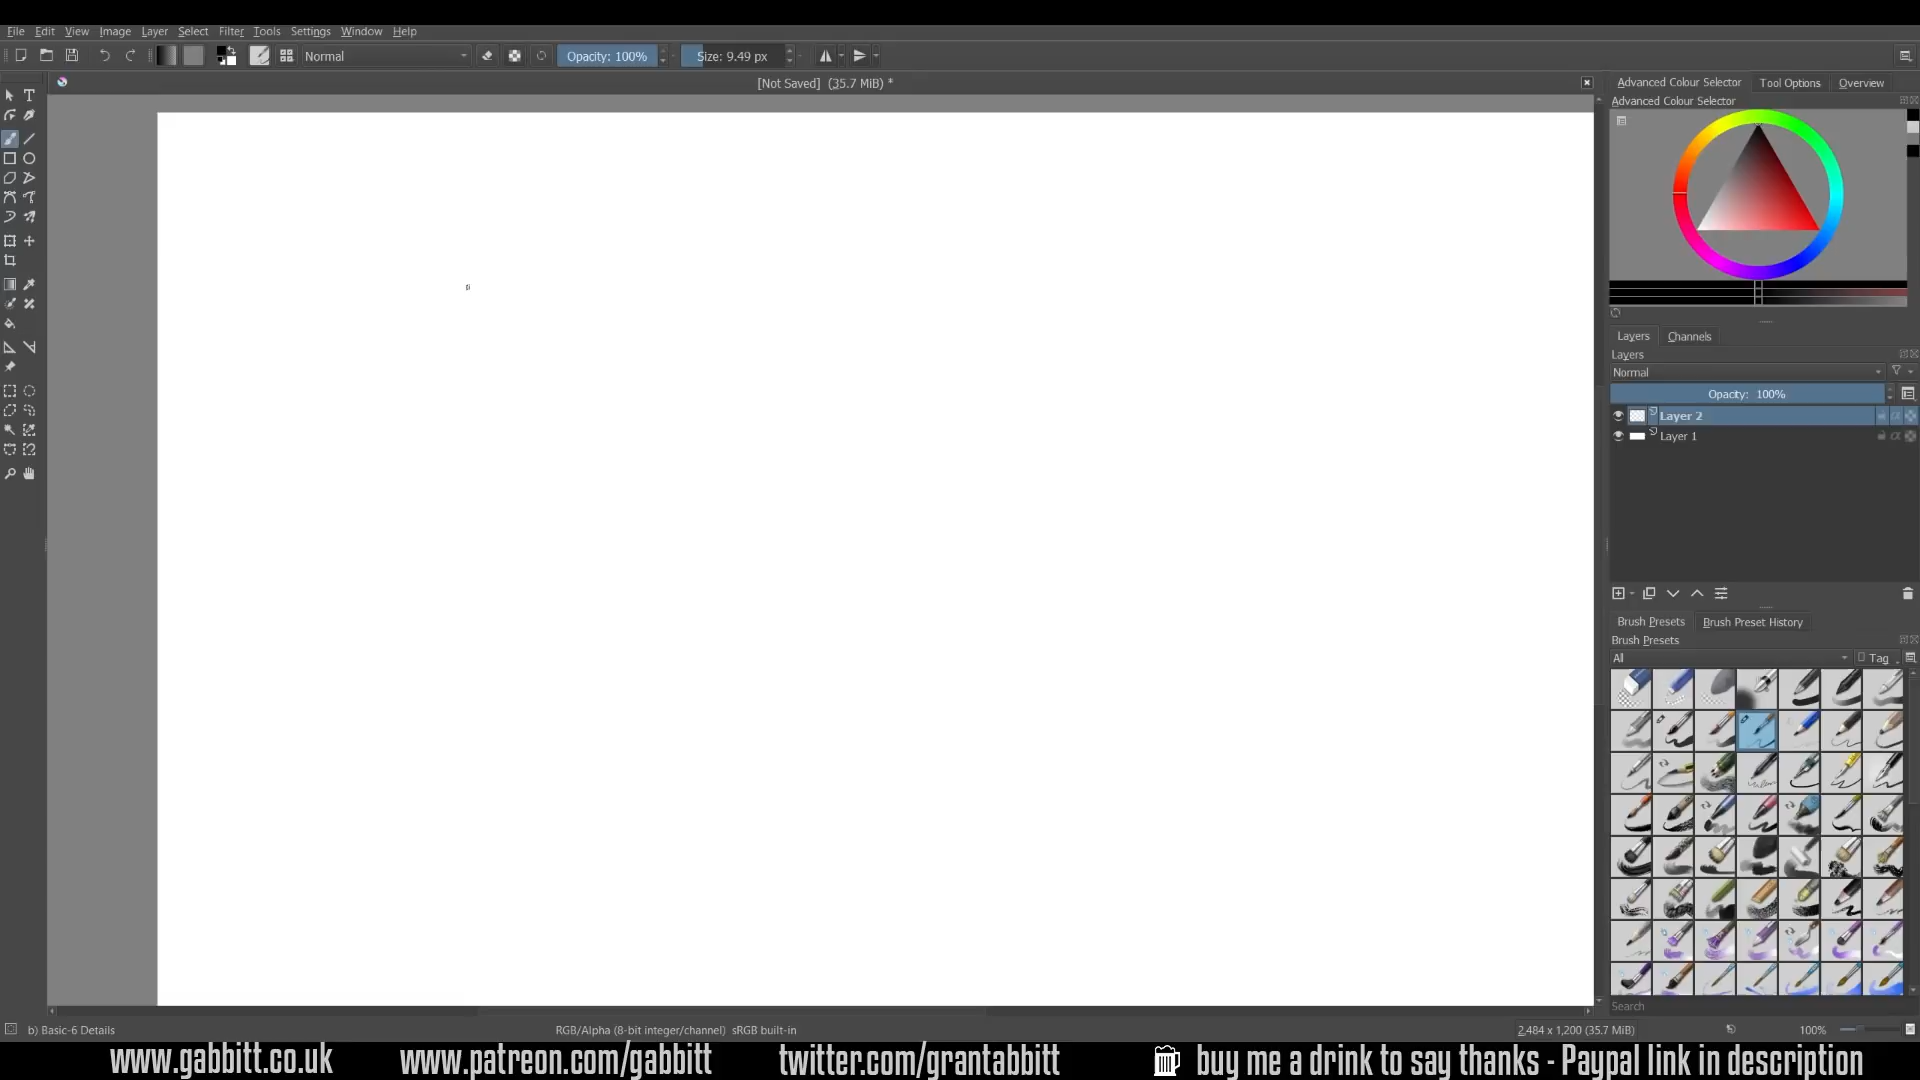 File Edit View Image Layer Select Filter Tools Settings Window Help
Normal Opacity: 100% Size: 9.49 px
[Not Saved] (35.7 MiB) *
Advanced Colour Selector Tool Options Overview
Advanced Colour Selector
Layers Channels
Layers
Normal
Opacity: 100%
Layer 2
Layer 1
Brush Presets Brush Preset History
Brush Presets
All Tag
Search
b) Basic-6 Details RGB/Alpha (8-bit integer/channel) sRGB built-in 2,484 x 1,200 (35.7 MiB) 100%
www.gabbitt.co.uk www.patreon.com/gabbitt twitter.com/grantabbitt buy me a drink to say thanks - Paypal link in description